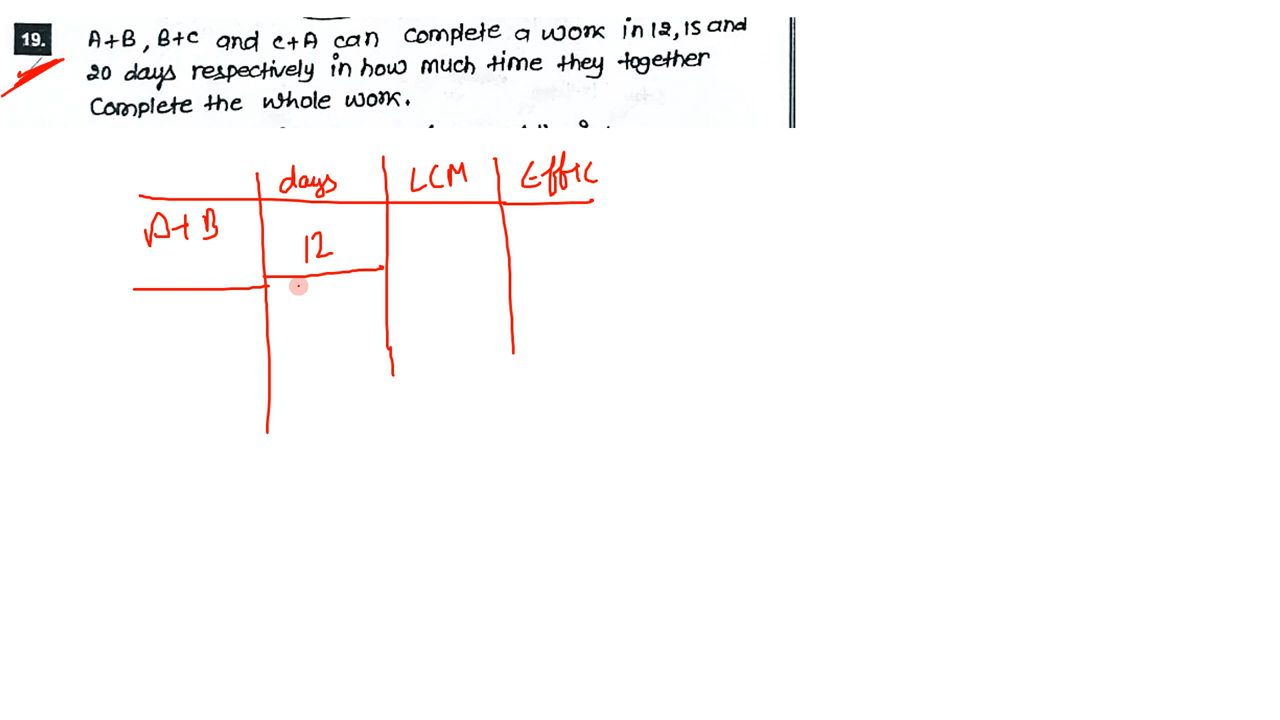 19. A+B, B+C and C+A can complete a work in 12, 15 and
20 days respectively in how much time they together
Complete the whole work.
days LCM Effic
A+B 12